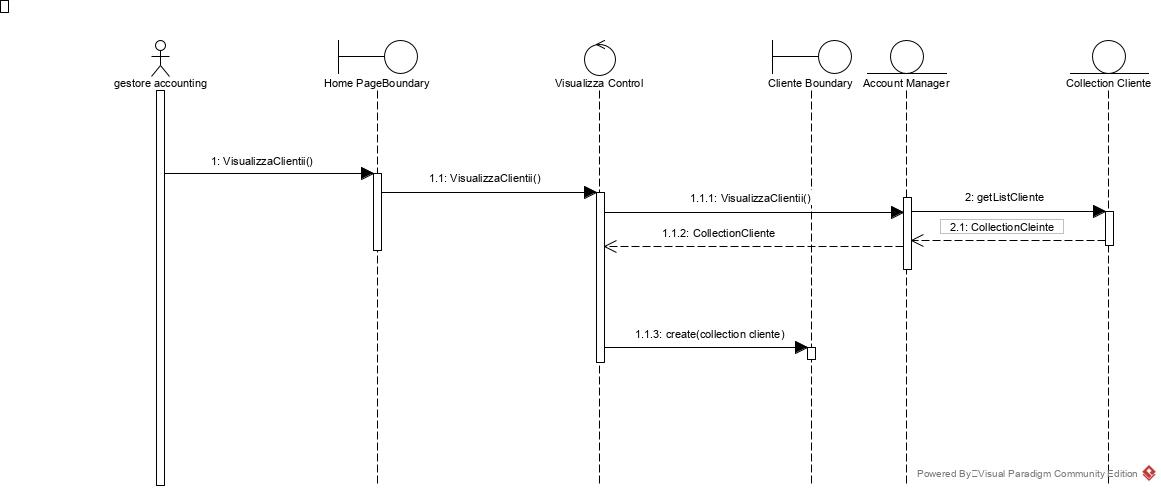 gestore accounting
Home PageBoundary
Visualizza Control
Cliente Boundary
Account Manager
Collection Cliente
1: VisualizzaClientii()
1.1: VisualizzaClientii()
1.1.1: VisualizzaClientii()
2: getListCliente
1.1.2: CollectionCliente
2.1: CollectionCleinte
1.1.3: create(collection cliente)
Powered By Visual Paradigm Community Edition